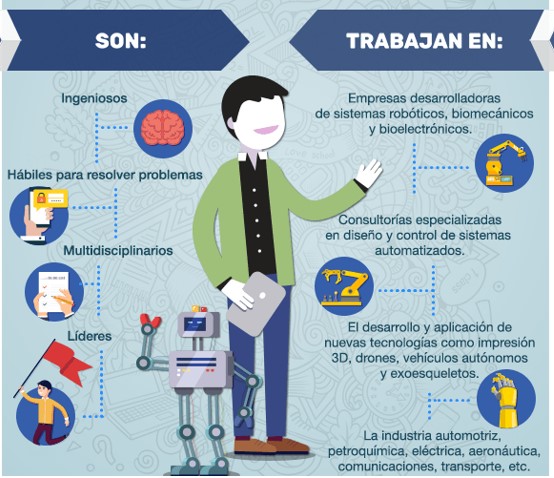 SON:
Ingeniosos
Hábiles para resolver problemas
Multidisciplinarios
Líderes
TRABAJAN EN:
Empresas desarrolladoras
de sistemas robóticos, biomecánicos
y bioelectrónicos.
Consultorías especializadas
en diseño y control de sistemas
automatizados.
El desarrollo y aplicación de
nuevas tecnologías como impresión
3D, drones, vehículos autónomos
y exoesqueletos.
La industria automotriz,
petroquímica, eléctrica, aeronáutica,
comunicaciones, transporte, etc.